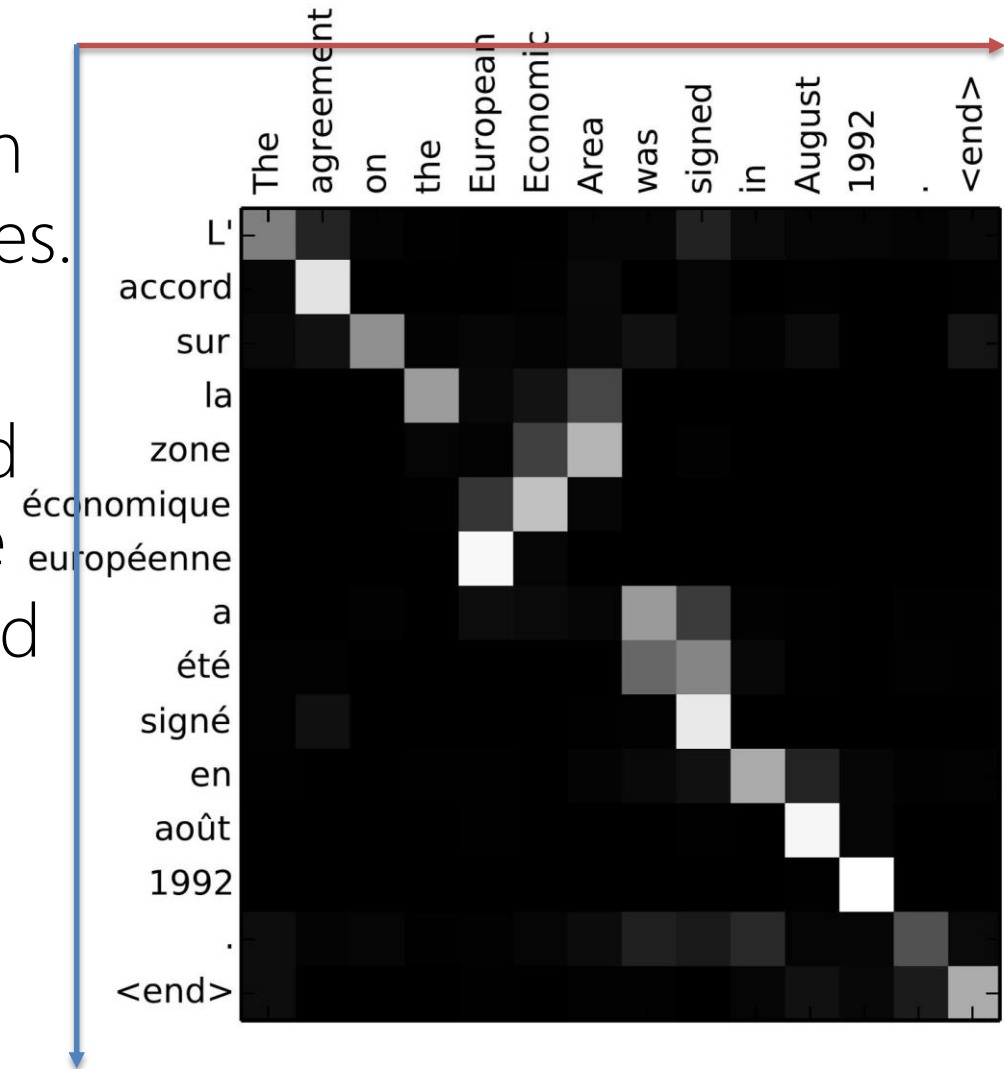 The
agreement
on
the
European
Economic
Area
was
signed
in
August
1992
.
<end>
L'
accord
sur
la
zone
économique
européenne
a
été
signé
en
août
1992
.
<end>